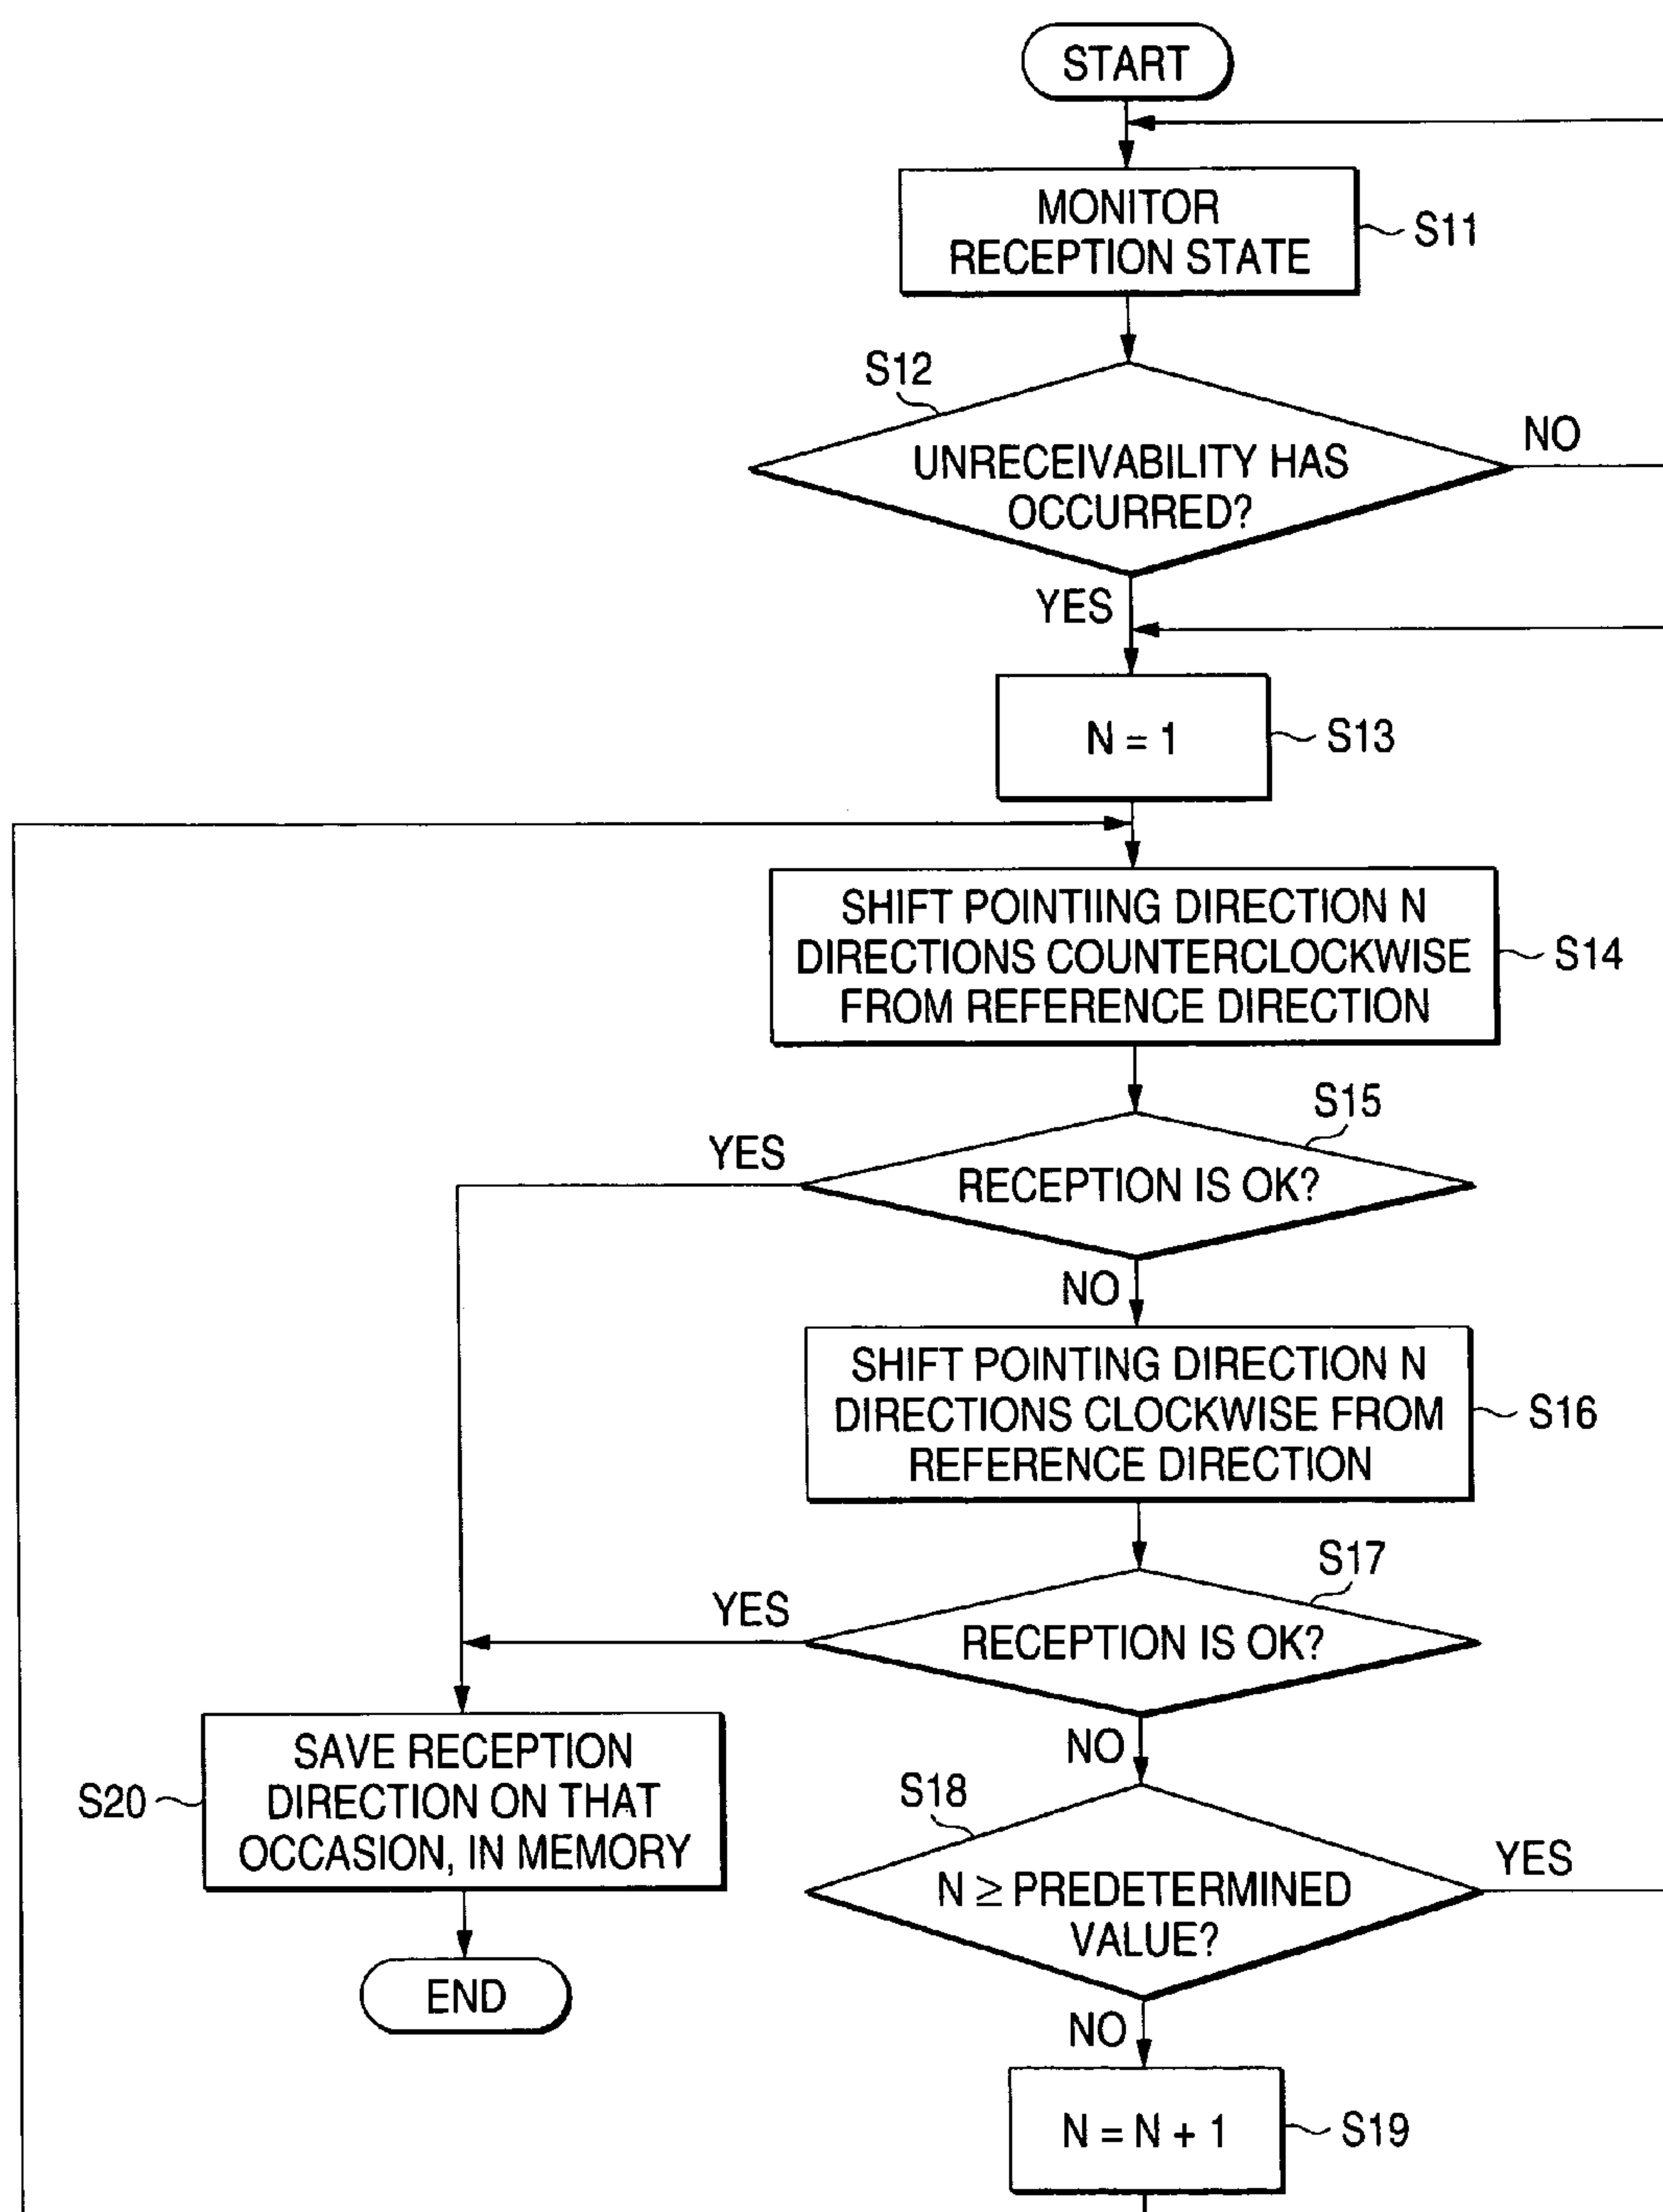 START
MONITOR
RECEPTION STATE
S11
S12
UNRECEIVABILITY HAS
OCCURRED?
NO
YES
N = 1
S13
SHIFT POINTIING DIRECTION N
DIRECTIONS COUNTERCLOCKWISE
FROM REFERENCE DIRECTION
S14
S15
YES
RECEPTION IS OK?
NO
SHIFT POINTING DIRECTION N
DIRECTIONS CLOCKWISE FROM
REFERENCE DIRECTION
S16
S17
YES
RECEPTION IS OK?
NO
SAVE RECEPTION
DIRECTION ON THAT
OCCASION, IN MEMORY
S20
END
S18
N ≥ PREDETERMINED
VALUE?
YES
NO
N = N + 1
S19